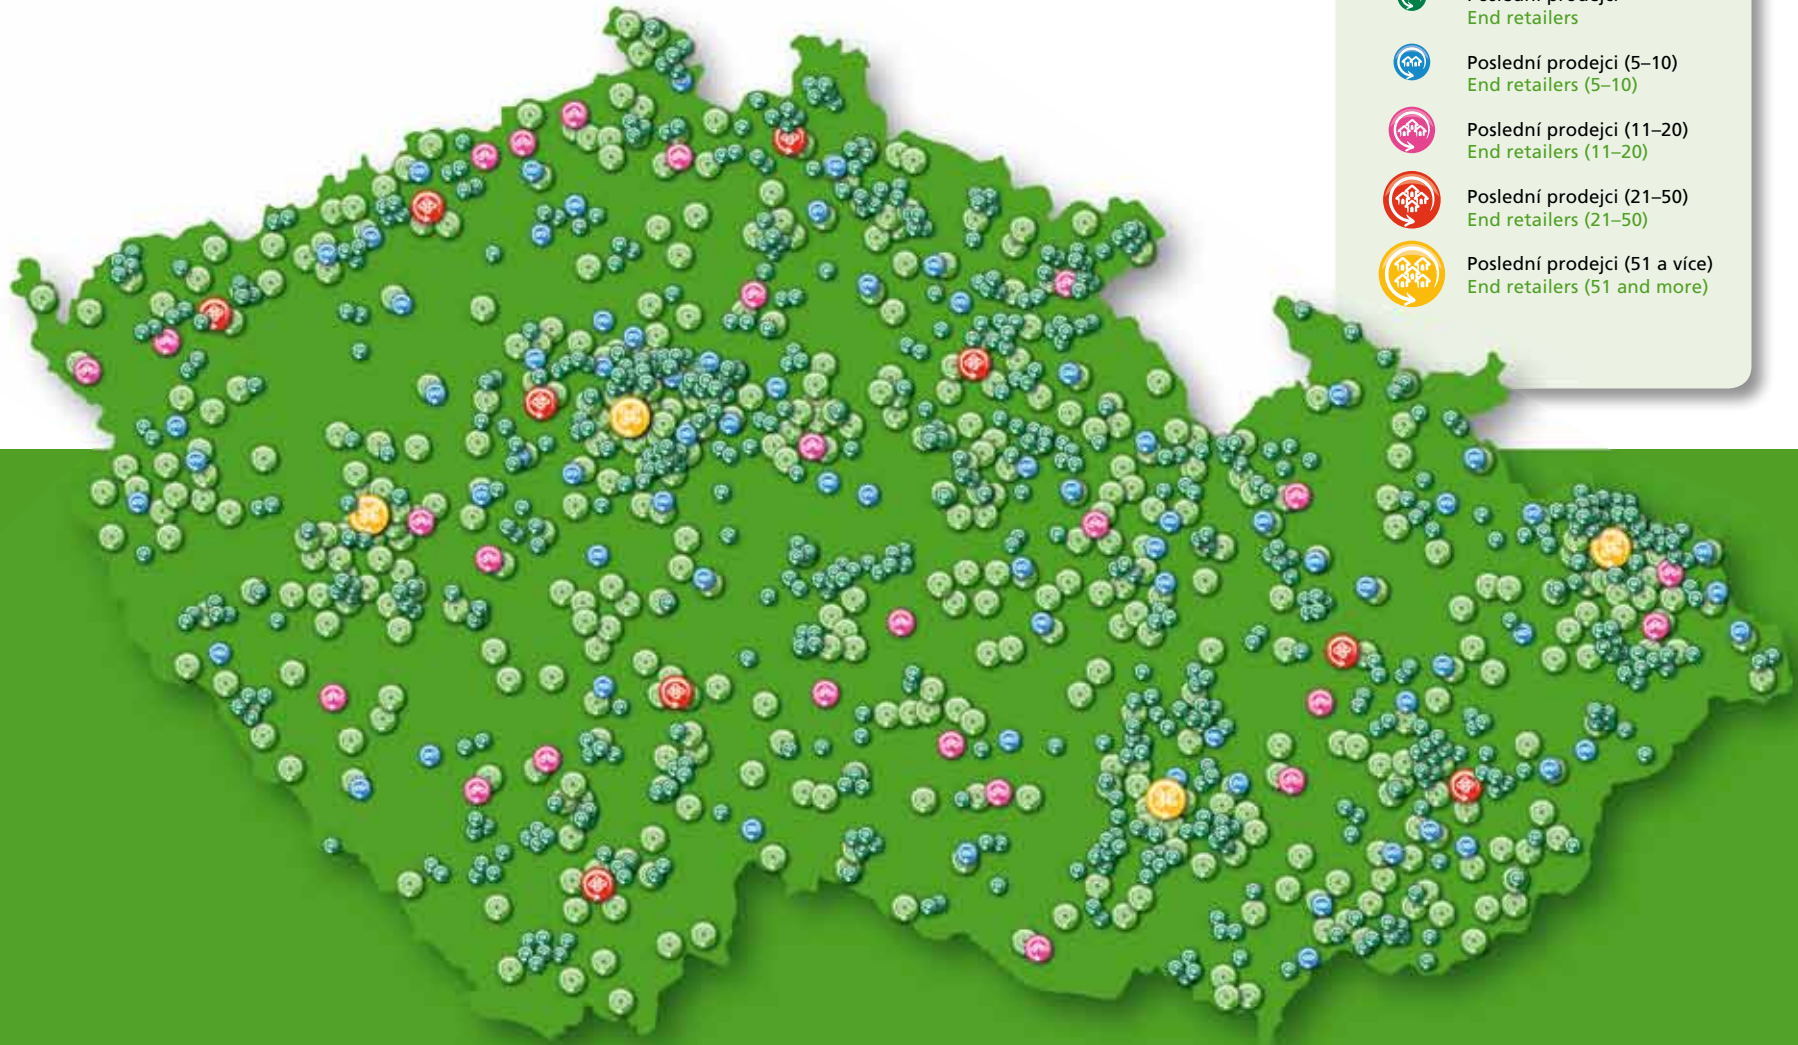 End retailers
Poslední prodejci (5–10)
End retailers (5–10)
Poslední prodejci (11–20)
End retailers (11–20)
Poslední prodejci (21–50)
End retailers (21–50)
Poslední prodejci (51 a více)
End retailers (51 and more)